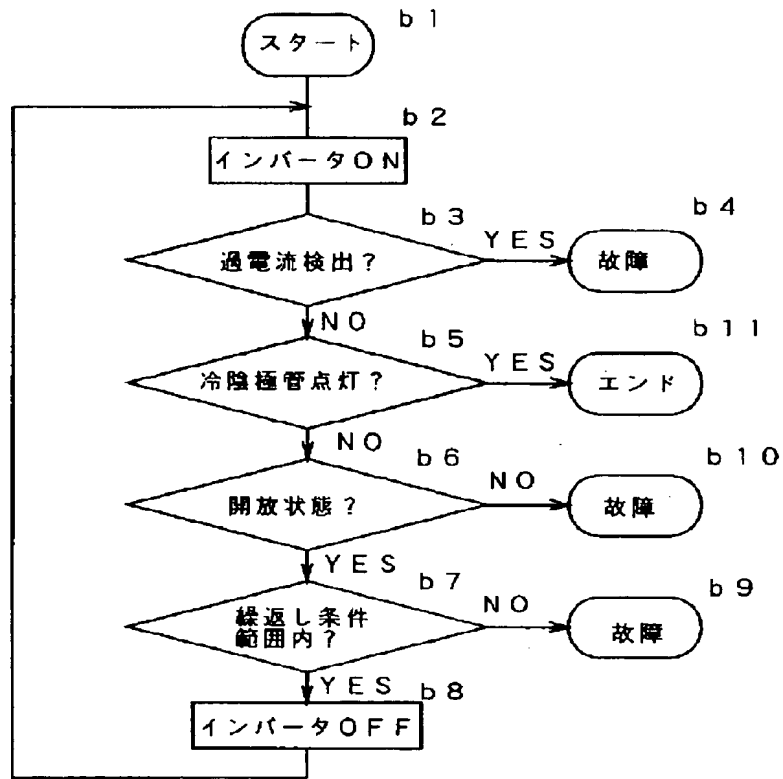 b1
スタート
b2
インバータON
b3
過電流検出?
YES
b4
故障
NO
b5
冷陰極管点灯?
YES
b11
エンド
NO
b6
開放状態?
NO
b10
故障
YES
b7
繰返し条件
範囲内?
NO
b9
故障
YES
b8
インバータOFF